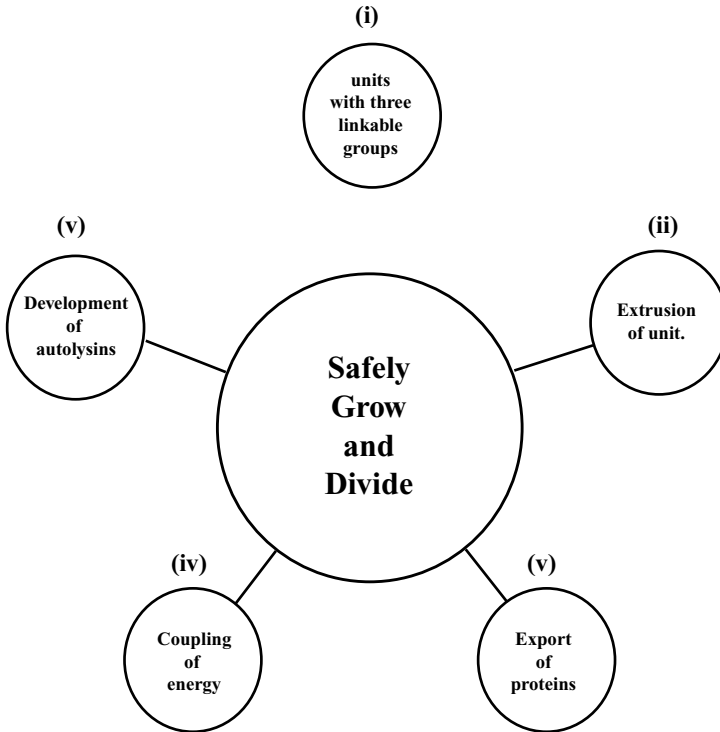 (i)
units
with three
linkable
groups
(v)
Development
of
autolysins
(ii)
Extrusion
of unit.
Safely
Grow
and
Divide
(iv)
Coupling
of
energy
(v)
Export
of
proteins